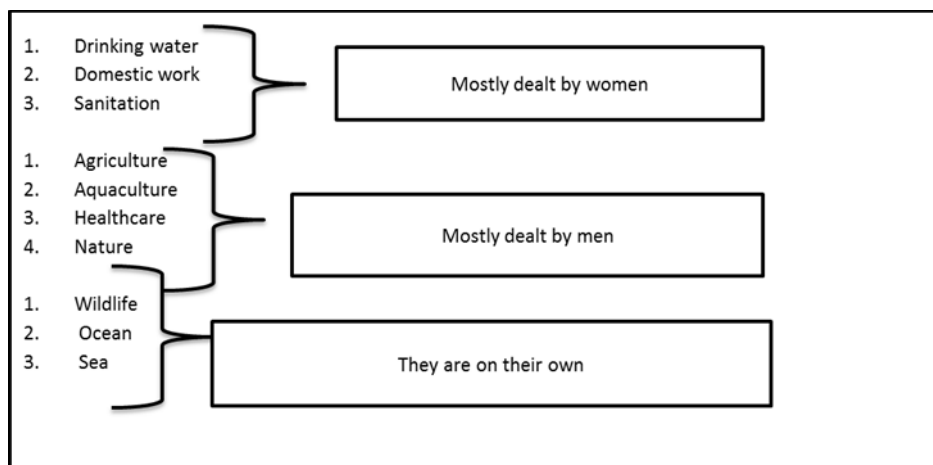 1. Drinking water
2. Domestic work
3. Sanitation
Mostly dealt by women
1. Agriculture
2. Aquaculture
3. Healthcare
4. Nature
Mostly dealt by men
1. Wildlife
2. Ocean
3. Sea
They are on their own